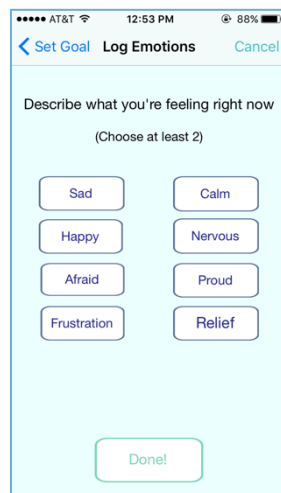 ●●●●● AT&T 12:53 PM 88%
Set Goal Log Emotions Cancel
Describe what you're feeling right now
(Choose at least 2)
Sad Calm
Happy Nervous
Afraid Proud
Frustration Relief
Done!